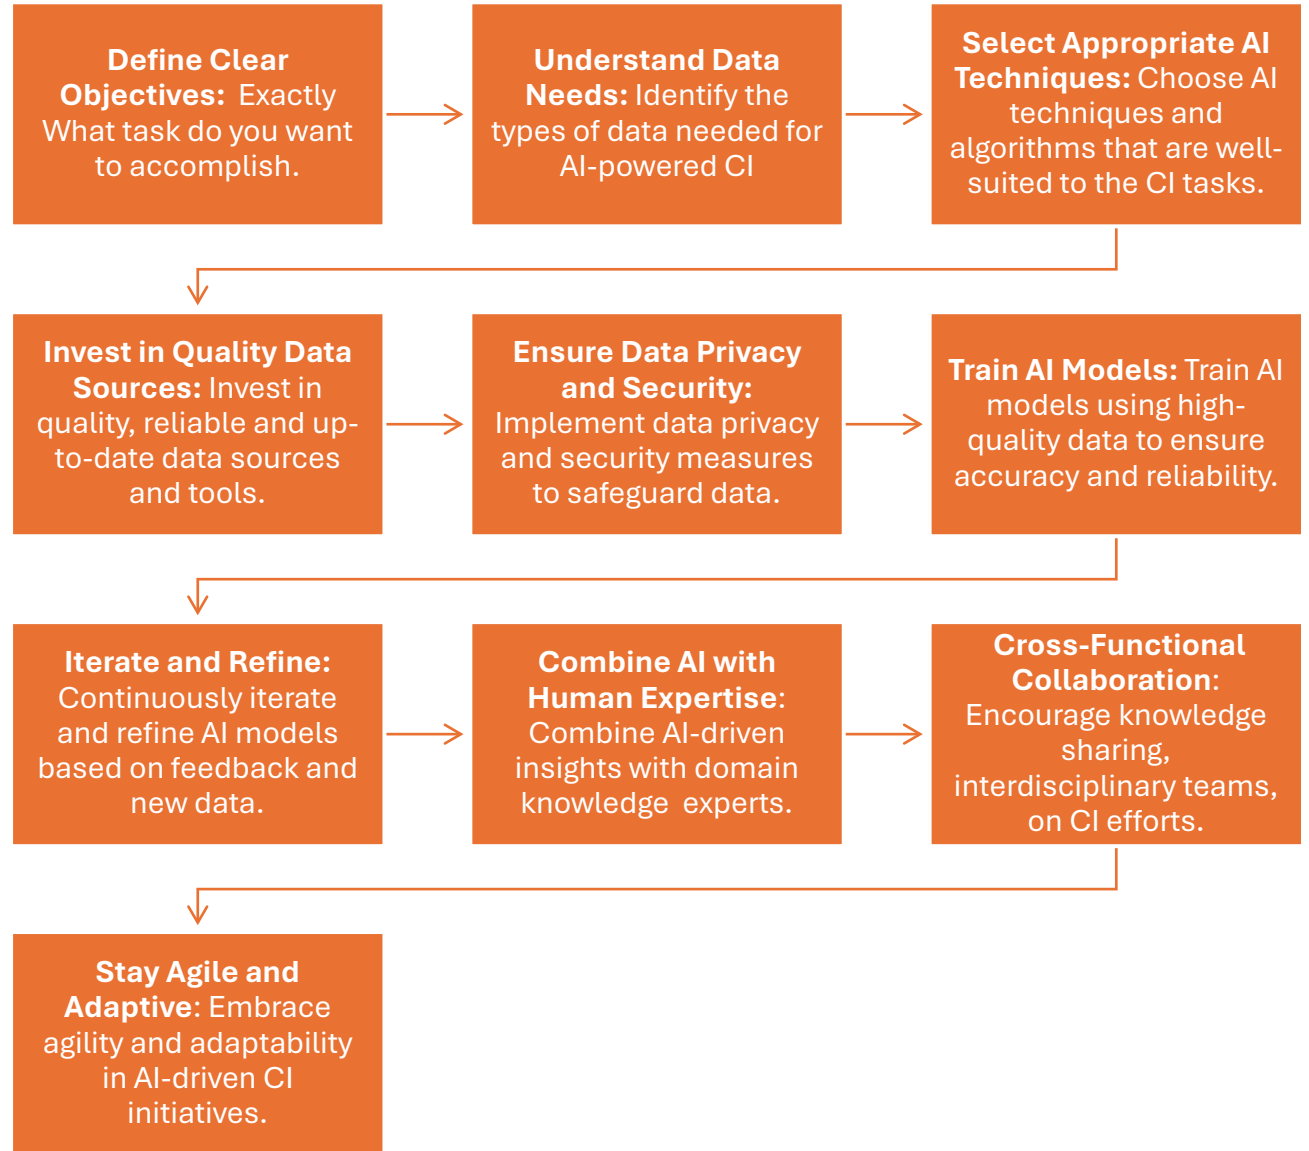 Define Clear
Objectives: Exactly
What task do you want
to accomplish.
Understand Data
Needs: Identify the
types of data needed for
AI-powered CI
Select Appropriate AI
Techniques: Choose AI
techniques and
algorithms that are well-
suited to the CI tasks.
Invest in Quality Data
Sources: Invest in
quality, reliable and up-
to-date data sources
and tools.
Ensure Data Privacy
and Security:
Implement data privacy
and security measures
to safeguard data.
Train AI Models: Train AI
models using high-
quality data to ensure
accuracy and reliability.
Iterate and Refine:
Continuously iterate
and refine AI models
based on feedback and
new data.
Combine AI with
Human Expertise:
Combine AI-driven
insights with domain
knowledge experts.
Cross-Functional
Collaboration:
Encourage knowledge
sharing,
interdisciplinary teams,
on CI efforts.
Stay Agile and
Adaptive: Embrace
agility and adaptability
in AI-driven CI
initiatives.